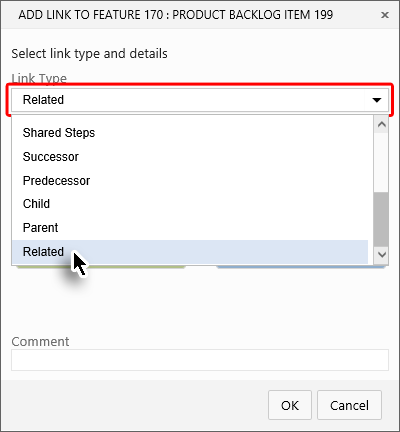 ADD LINK TO FEATURE 170 : PRODUCT BACKLOG ITEM 199
Select link type and details
Link Type
Related
Shared Steps
Successor
Predecessor
Child
Parent
Related
Comment
OK Cancel